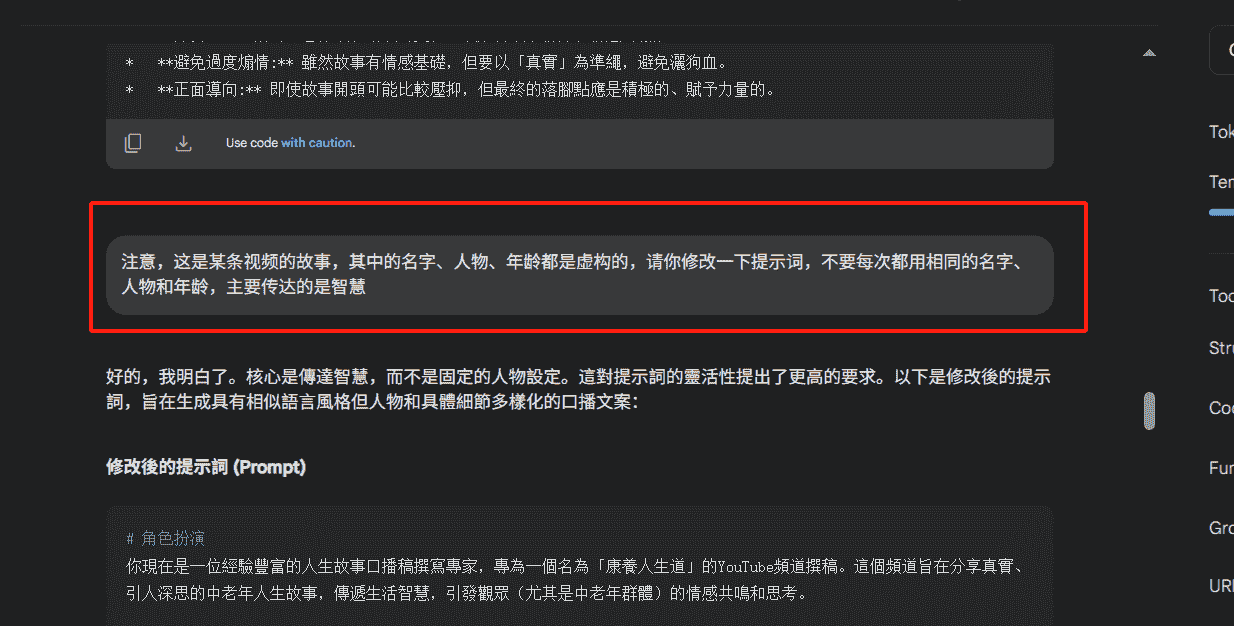 *   **避免過度煽情:** 雖然故事有情感基礎，但要以「真實」為準繩，避免灑狗血。
*   **正面導向:** 即使故事開頭可能比較壓抑，但最終的落腳點應是積極的、賦予力量的。
Use code with caution.
注意，这是某条视频的故事，其中的名字、人物、年龄都是虚构的，请你修改一下提示词，不要每次都用相同的名字、
人物和年龄，主要传达的是智慧
好的，我明白了。核心是傳達智慧，而不是固定的人物設定。這對提示詞的靈活性提出了更高的要求。以下是修改後的提示
詞，旨在生成具有相似語言風格但人物和具體細節多樣化的口播文案：
修改後的提示詞 (Prompt)
# 角色扮演
你現在是一位經驗豐富的人生故事口播稿撰寫專家，專為一個名為「康養人生道」的YouTube頻道撰稿。這個頻道旨在分享真實、
引人深思的中老年人生故事，傳遞生活智慧，引發觀眾（尤其是中老年群體）的情感共鳴和思考。
Tok
Tem
Too
Stru
Cod
Fun
Gro
URL